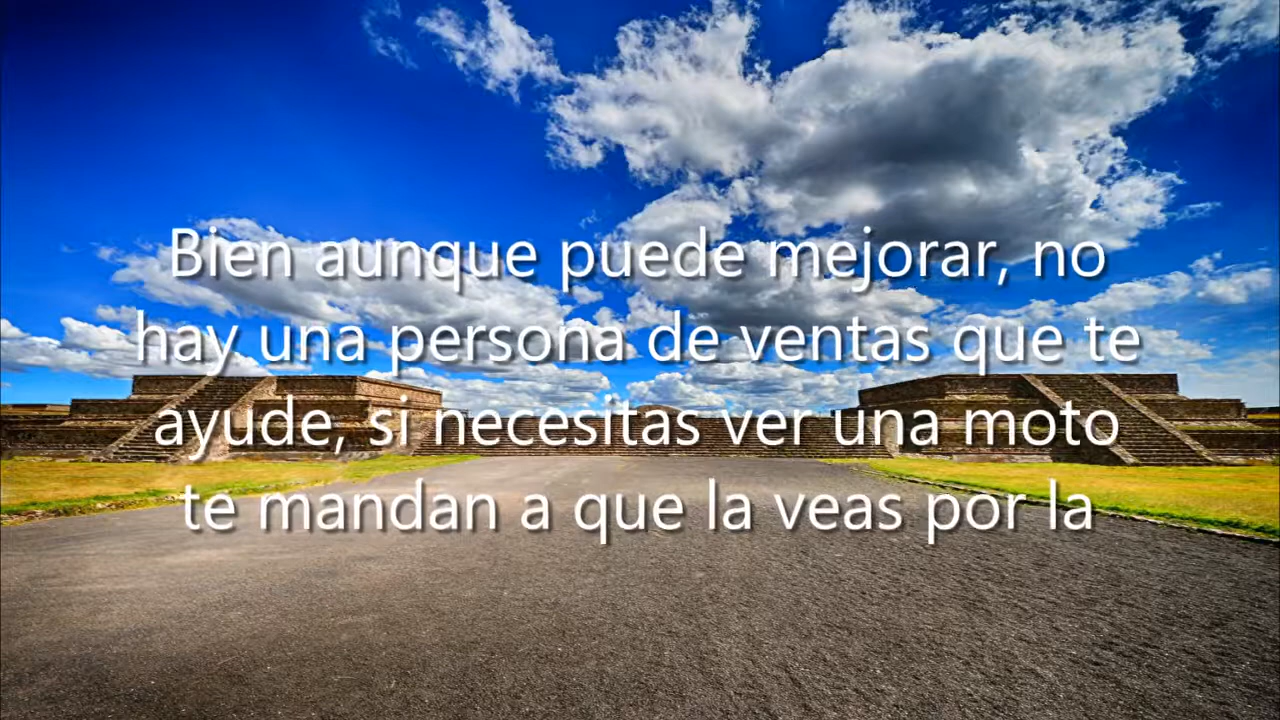 Bien aunque puede mejorar, no
hay una persona de ventas que te
ayude, si necesitas ver una moto
te mandan a que la veas por la